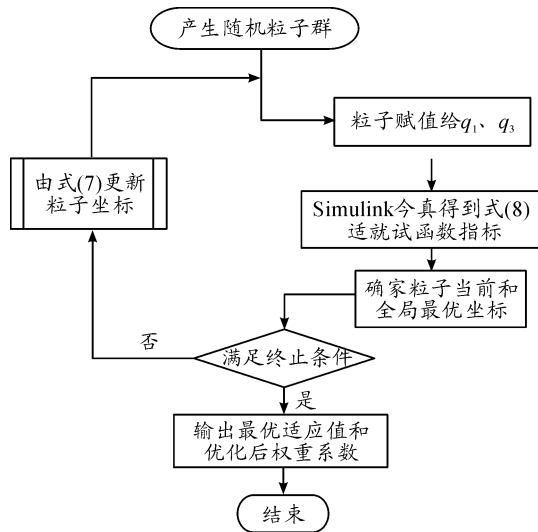 产生随机粒子群
粒子赋值给q₁、q₃
由式(7)更新
粒子坐标
Simulink今真得到式(8)
适就试函数指标
确家粒子当前和
全局最优坐标
否
满足终止条件
是
输出最优适应值和
优化后权重系数
结束